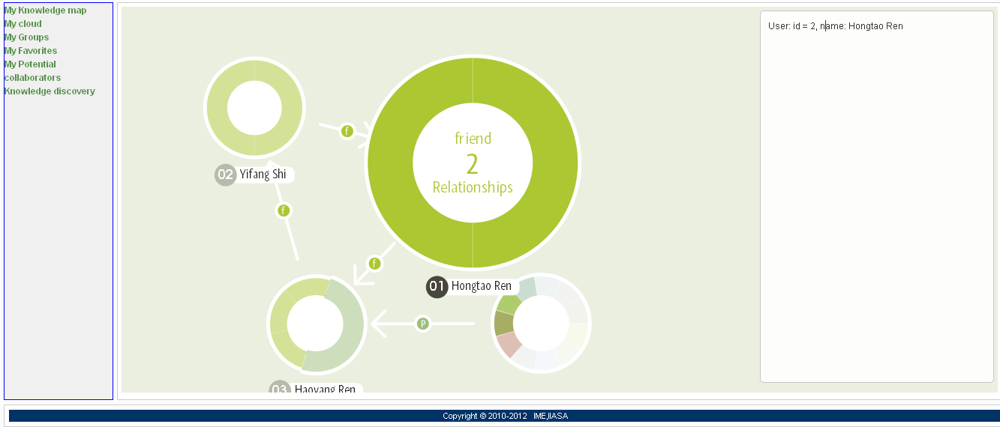 My Knowledge map
My cloud
My Groups
My Favorites
My Potential
collaborators
Knowledge discovery
User: id = 2, name: Hongtao Ren
f
friend
2
Relationships
02 Yifang Shi
f
f
01 Hongtao Ren
P
03 Haoyang Ren
Copyright © 2010-2012 IME,IIASA